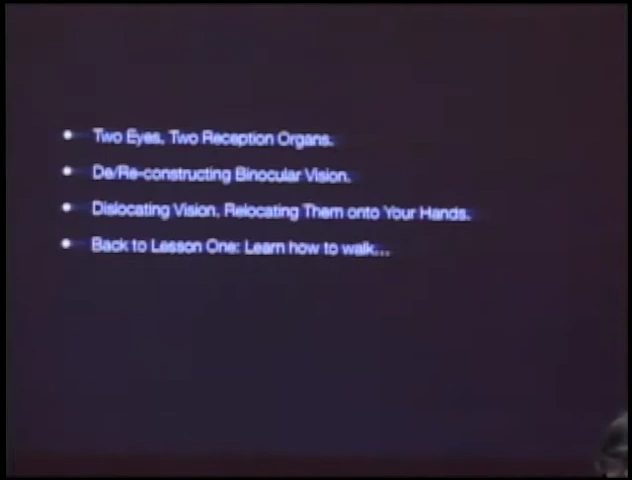 • Two Eyes, Two Reception Organs.
• De/Re-constructing Binocular Vision.
• Dislocating Vision, Relocating Them onto Your Hands.
• Back to Lesson One: Learn how to walk...